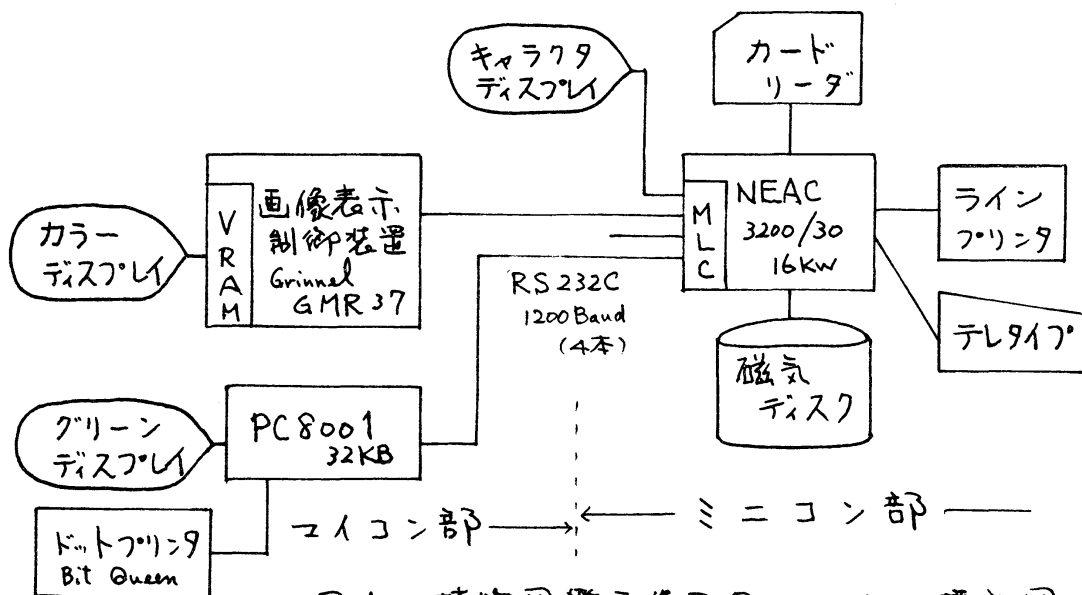 キャラクタ
ディスプレイ
カード
リーダ
カラー
ディスプレイ
VRAM
画像表示
制御装置
Grinnel
GMR 37
MLC
NEAC
3200/30
16KW
ライン
プリンタ
RS 232C
1200 Baud
(4本)
テレタイプ
磁気
ディスク
グリーン
ディスプレイ
PC8001
32KB
マイコン部
ミニコン部
ドットプリンタ
Bit Queen